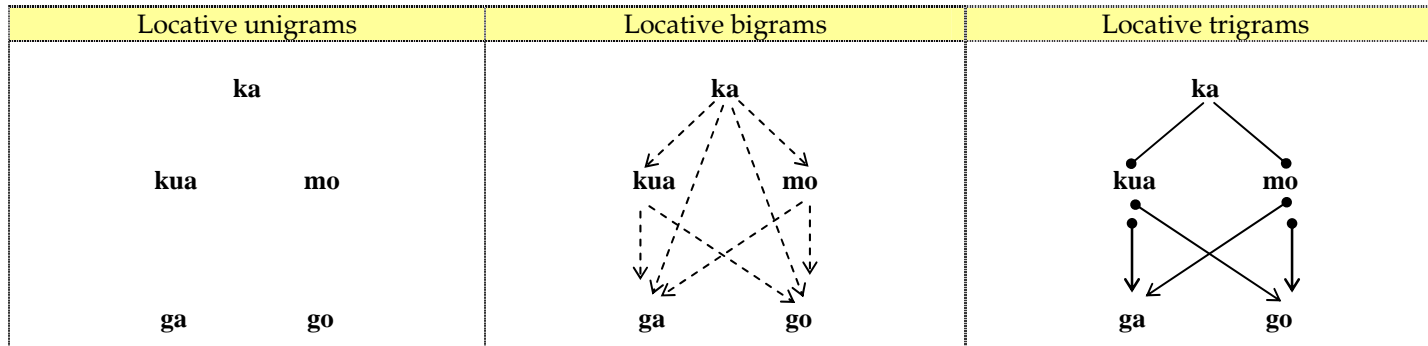 Locative unigrams Locative bigrams Locative trigrams
ka ka ka
kua mo kua mo kua mo
ga go ga go ga go